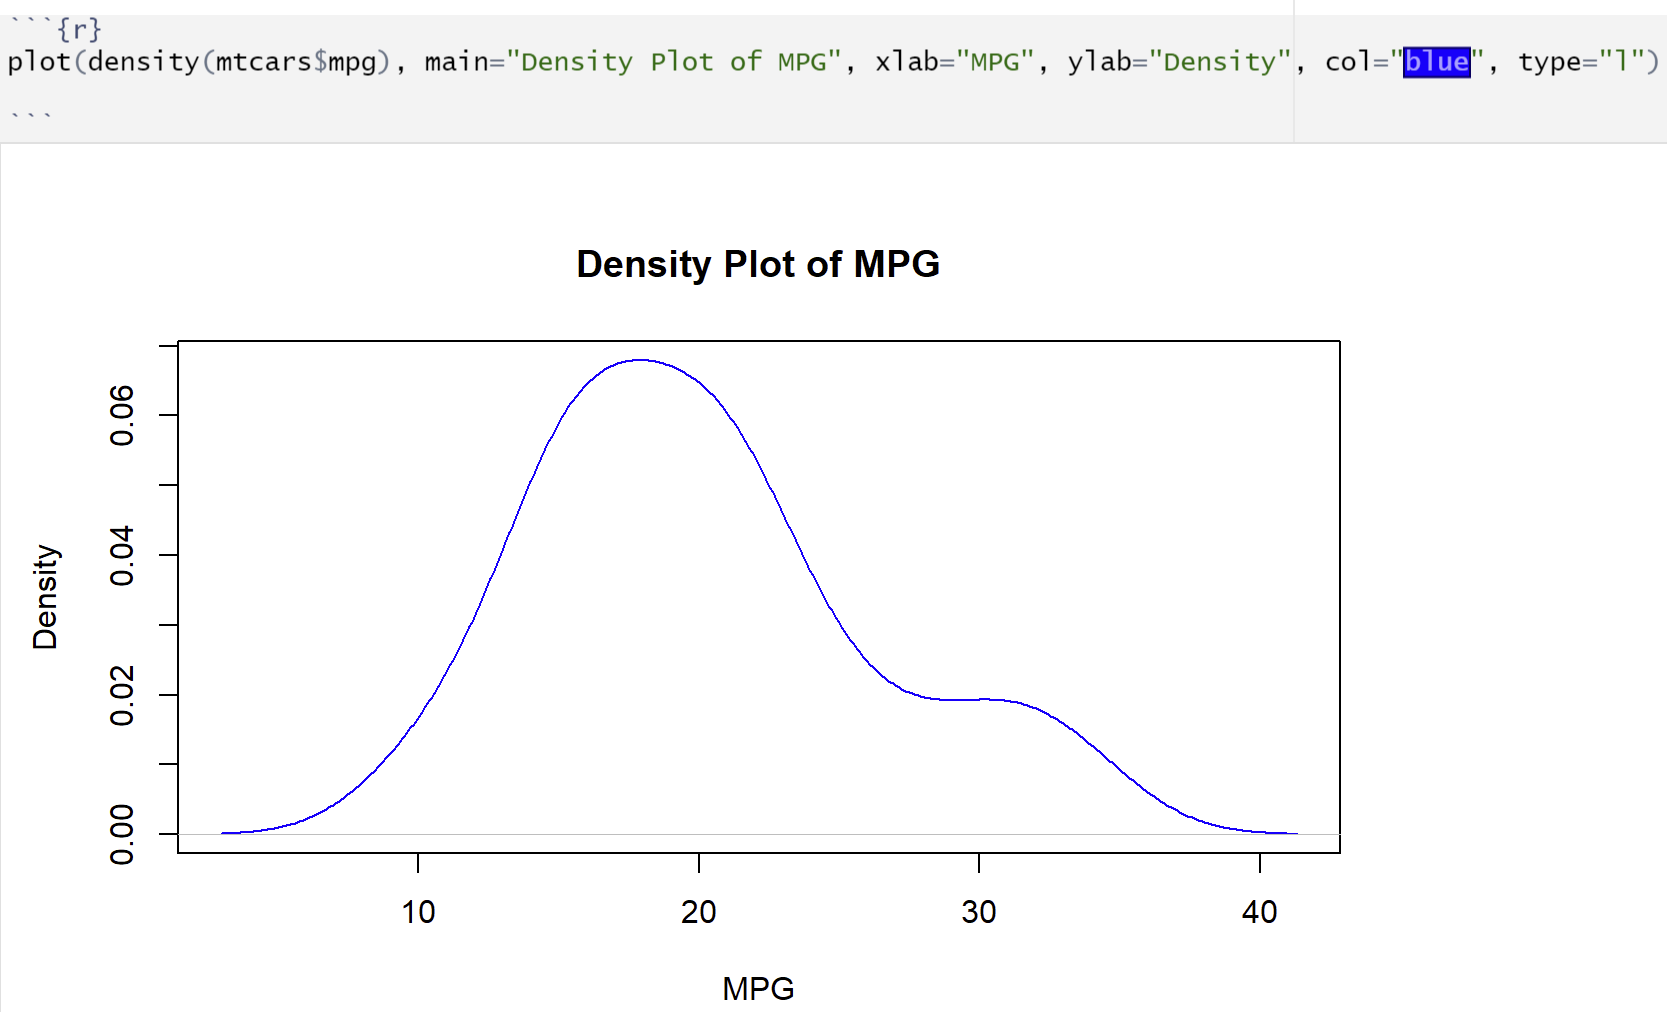 ```{r}
plot(density(mtcars$mpg), main="Density Plot of MPG", xlab="MPG", ylab="Density", col="blue", type="l")
```
Density Plot of MPG
Density
0.06
0.04
0.02
0.00
10 20 30 40
MPG